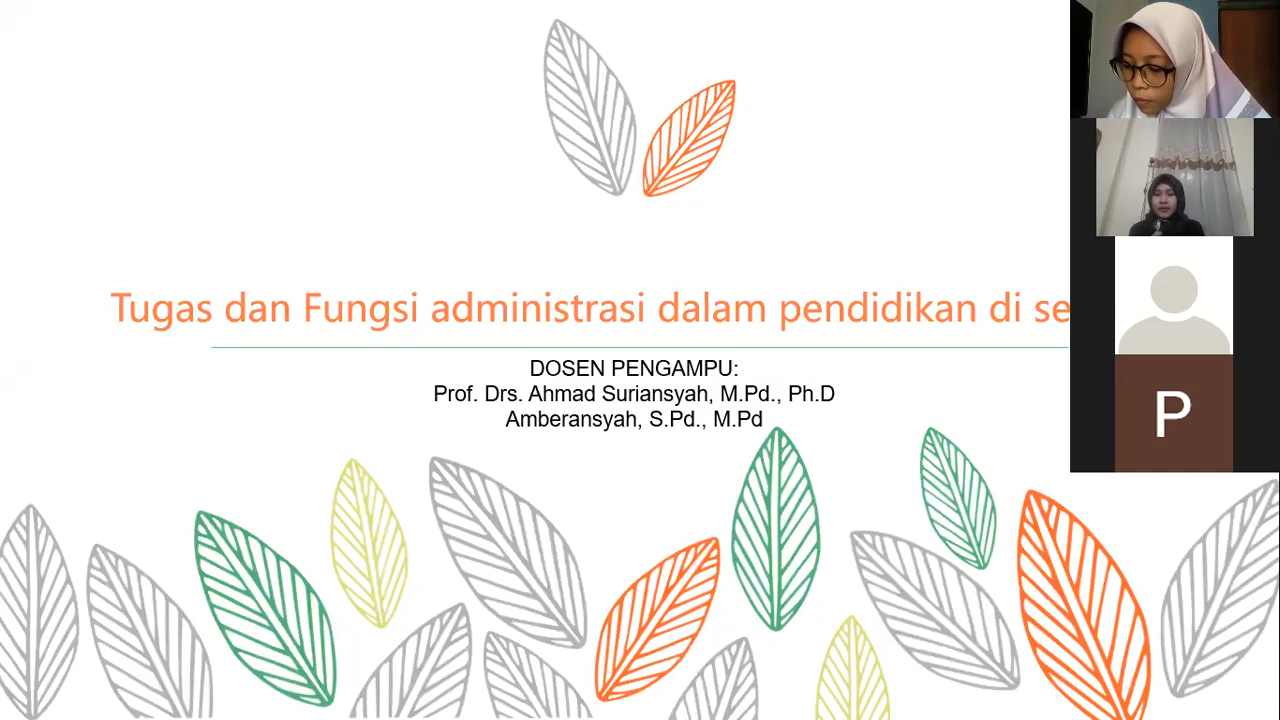 Tugas dan Fungsi administrasi dalam pendidikan di se
DOSEN PENGAMPU:
Prof. Drs. Ahmad Suriansyah, M.Pd., Ph.D
Amberansyah, S.Pd., M.Pd
P